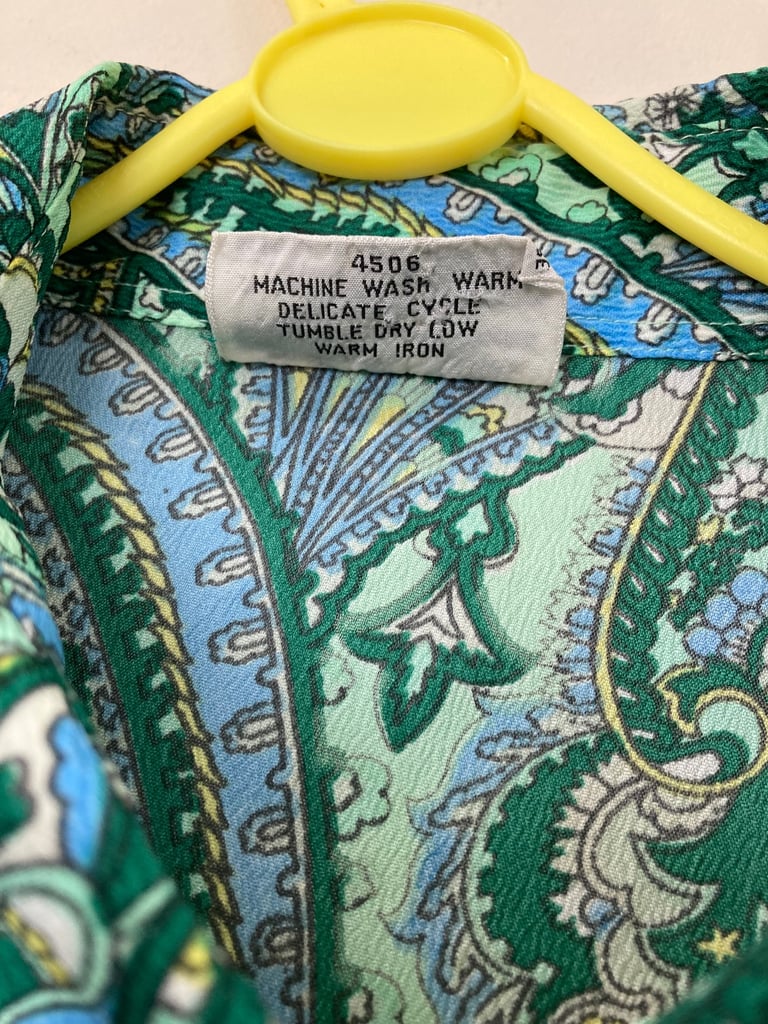 4506
MACHINE WASH WARM
DELICATE CYCLE
TUMBLE DRY LOW
WARM IRON